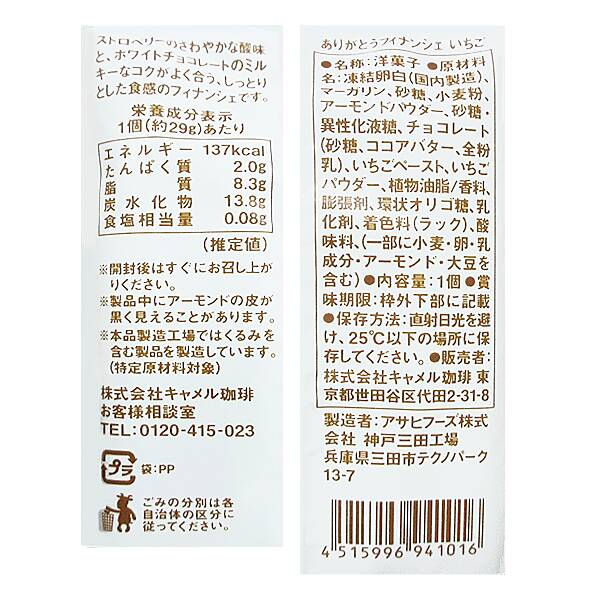 ストロベリーのさわやかな酸味
と、ホワイトチョコレートのミル
キーなコクがよく合う、しっとり
とした食感のフィナンシェです。
栄養成分表示
1個(約29g)あたり
エネルギー 137kcal
たんぱく質 2.0g
脂質 8.3g
炭水化物 13.8g
食塩相当量 0.08g
(推定値)
※開封後はすぐにお召し上が
りください。
※製品中にアーモンドの皮が
黒く見えることがあります。
※本品製造工場ではくるみを
含む製品を製造しています。
(特定原材料対象)
株式会社キャメル珈琲
お客様相談室
TEL:0120-415-023
プラ 袋:PP
ごみの分別は各
自治体の区分に
従ってください。
ありがとうフィナンシェ いちご
●名称:洋菓子●原材料
名:凍結卵白(国内製造)、
マーガリン、砂糖、小麦粉、
アーモンドパウダー、砂糖・
異性化液糖、チョコレート
(砂糖、ココアバター、全粉
乳)、いちごペースト、いちご
パウダー、植物油脂/香料、
膨張剤、環状オリゴ糖、乳
化剤、着色料(ラック)、酸
味料、(一部に小麦・卵・乳
成分・アーモンド・大豆を
含む)●内容量:1個●賞
味期限:枠外下部に記載
●保存方法:直射日光を避
け、25℃以下の場所に保
存してください。●販売者:
株式会社キャメル珈琲 東
京都世田谷区代田2-31-8
製造者:アサヒフーズ株式
会社 神戸三田工場
兵庫県三田市テクノパーク
13-7
4 515996 941016